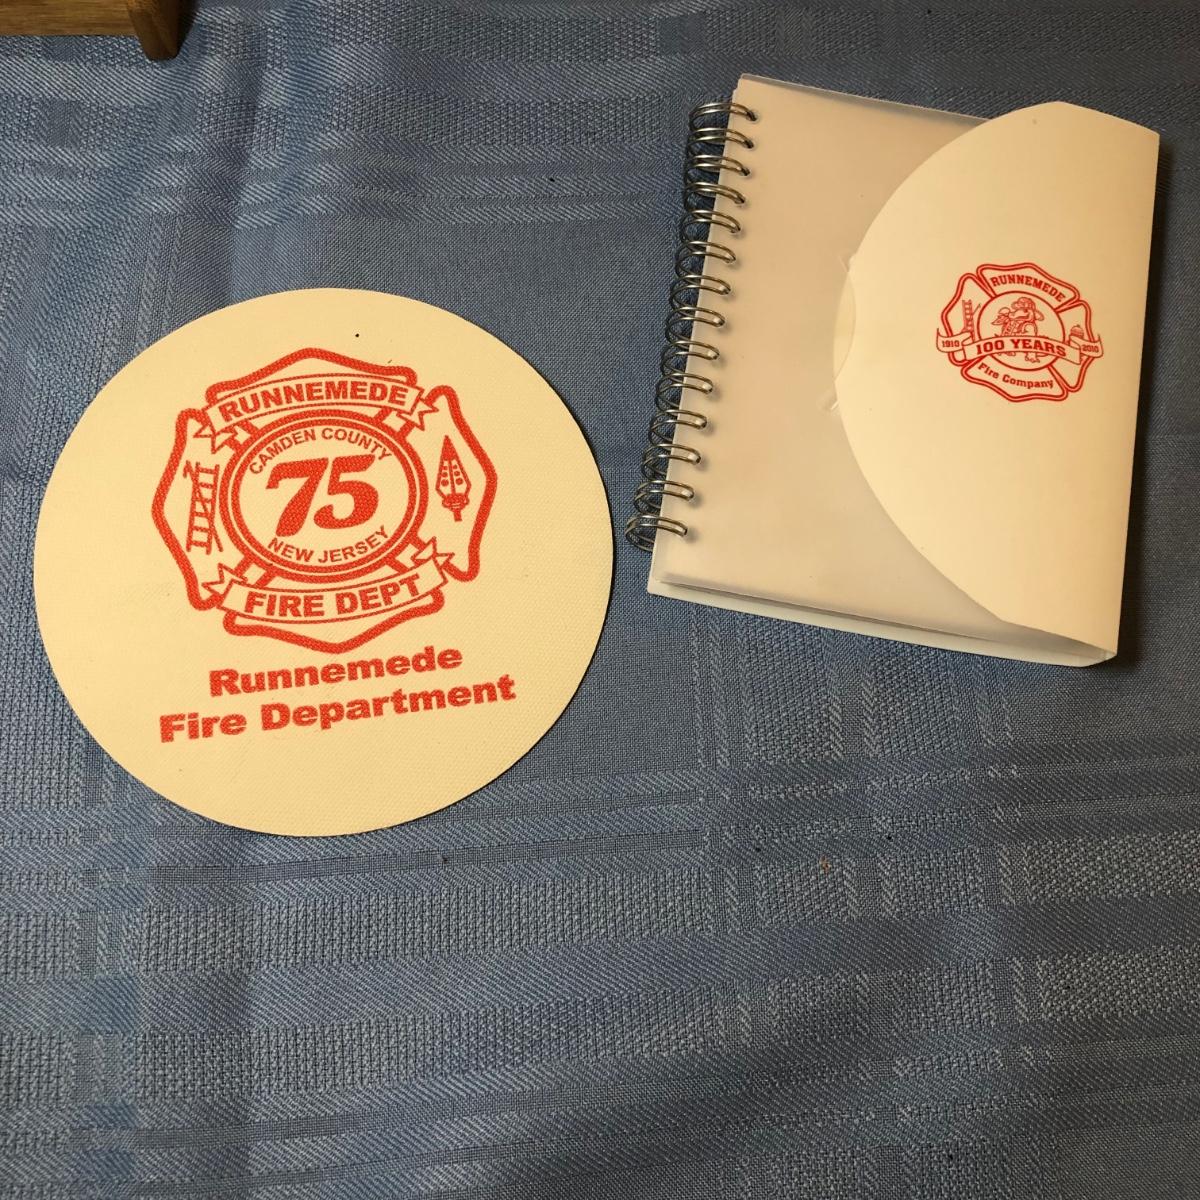 RUNNEMEDE
CAMDEN COUNTY
75
NEW JERSEY
FIRE DEPT
Runnemede
Fire Department
RUNNEMEDE
1910 100 YEARS 2010
Fire Company